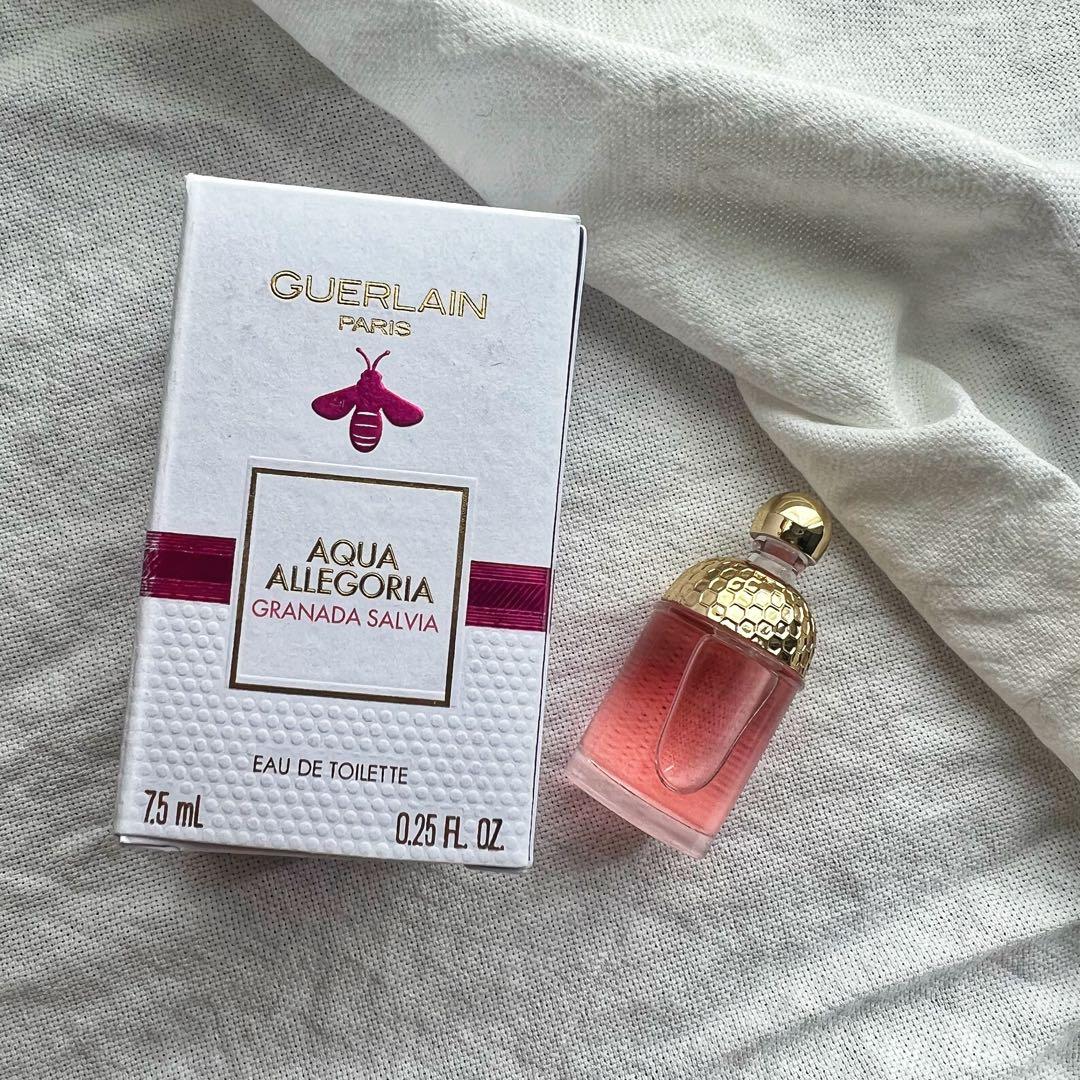 GUERLAIN
PARIS
AQUA
ALLEGORIA
GRANADA SALVIA
EAU DE TOILETTE
7.5 mL 0.25 FL. OZ.